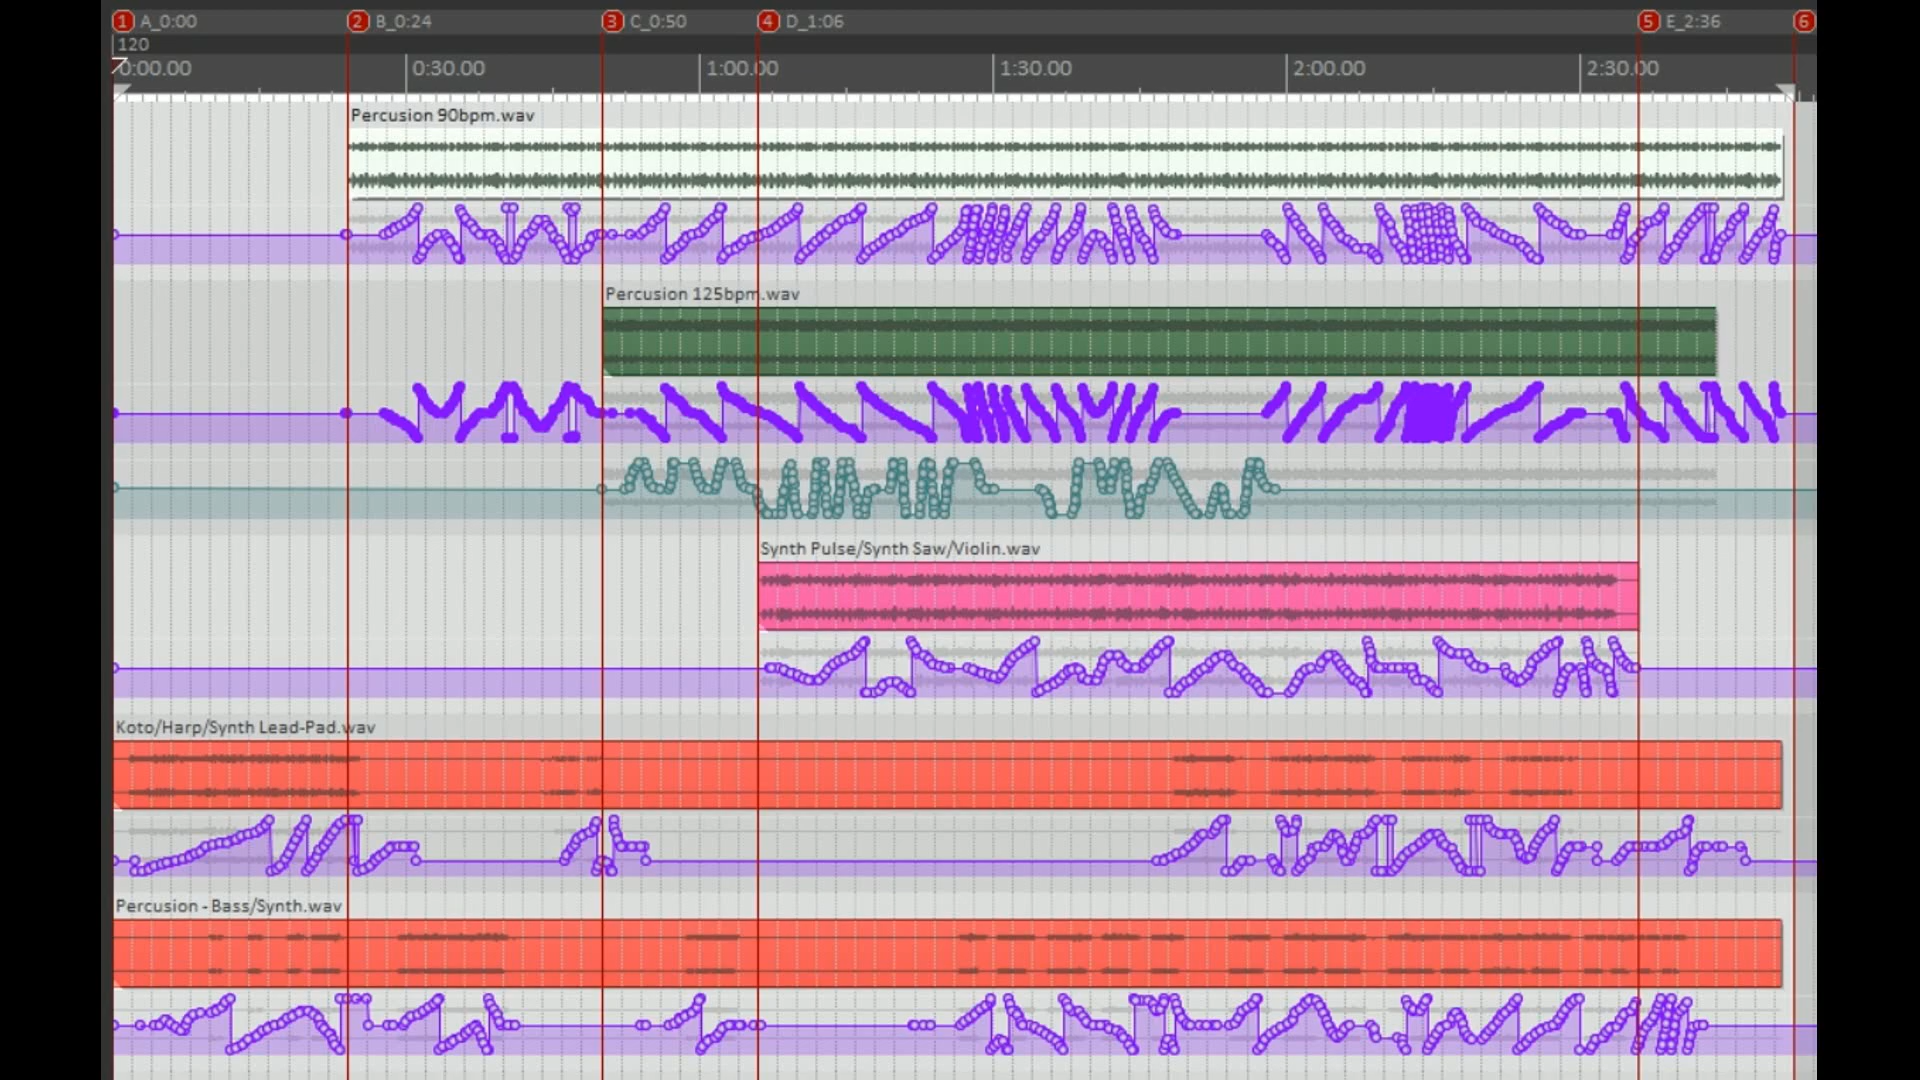 1 A_0:00 2 B_0:24 3 C_0:50 4 D_1:06 5 E_2:36 6
120
0:00.00 0:30.00 1:00.00 1:30.00 2:00.00 2:30.00
Percusion 90bpm.wav
Percusion 125bpm.wav
Synth Pulse/Synth Saw/Violin.wav
Koto/Harp/Synth Lead-Pad.wav
Percusion - Bass/Synth.wav